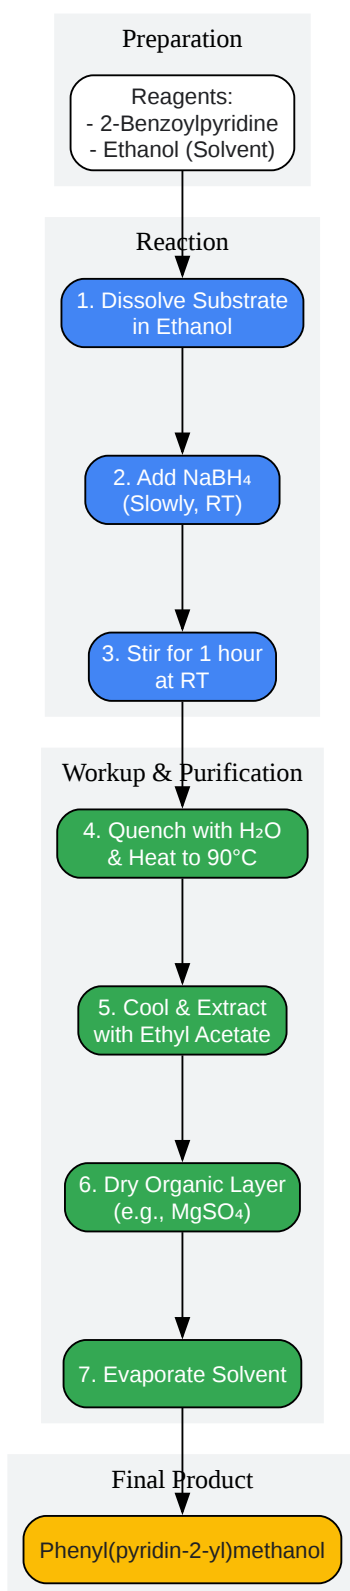 Preparation
Reagents:
- 2-Benzoylpyridine
- Ethanol (Solvent)
Reaction
1. Dissolve Substrate
in Ethanol
2. Add NaBH₄
(Slowly, RT)
3. Stir for 1 hour
at RT
Workup & Purification
4. Quench with H₂O
& Heat to 90°C
5. Cool & Extract
with Ethyl Acetate
6. Dry Organic Layer
(e.g., MgSO₄)
7. Evaporate Solvent
Final Product
Phenyl(pyridin-2-yl)methanol